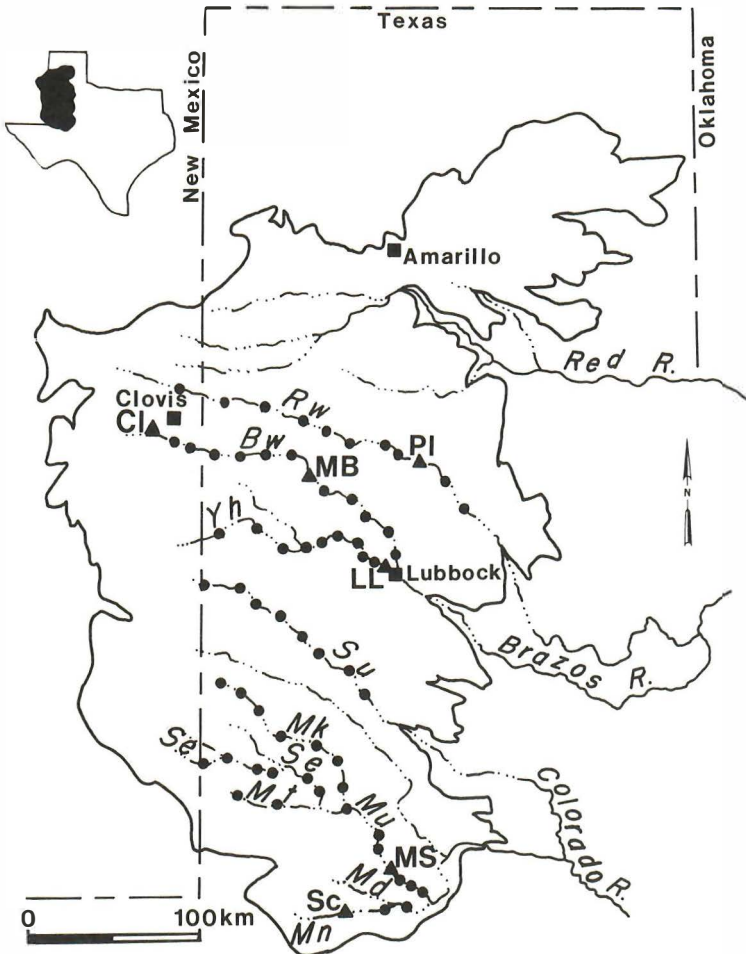 Texas
New Mexico
Oklahoma
Amarillo
Red R.
Clovis
Cl
Rw
Bw
Pl
MB
N
Yh
LL
Lubbock
Su
Brazos R.
Mk
Se
Se
Mt
Mu
Colorado R.
MS
Md
Sc
Mn
0
100km